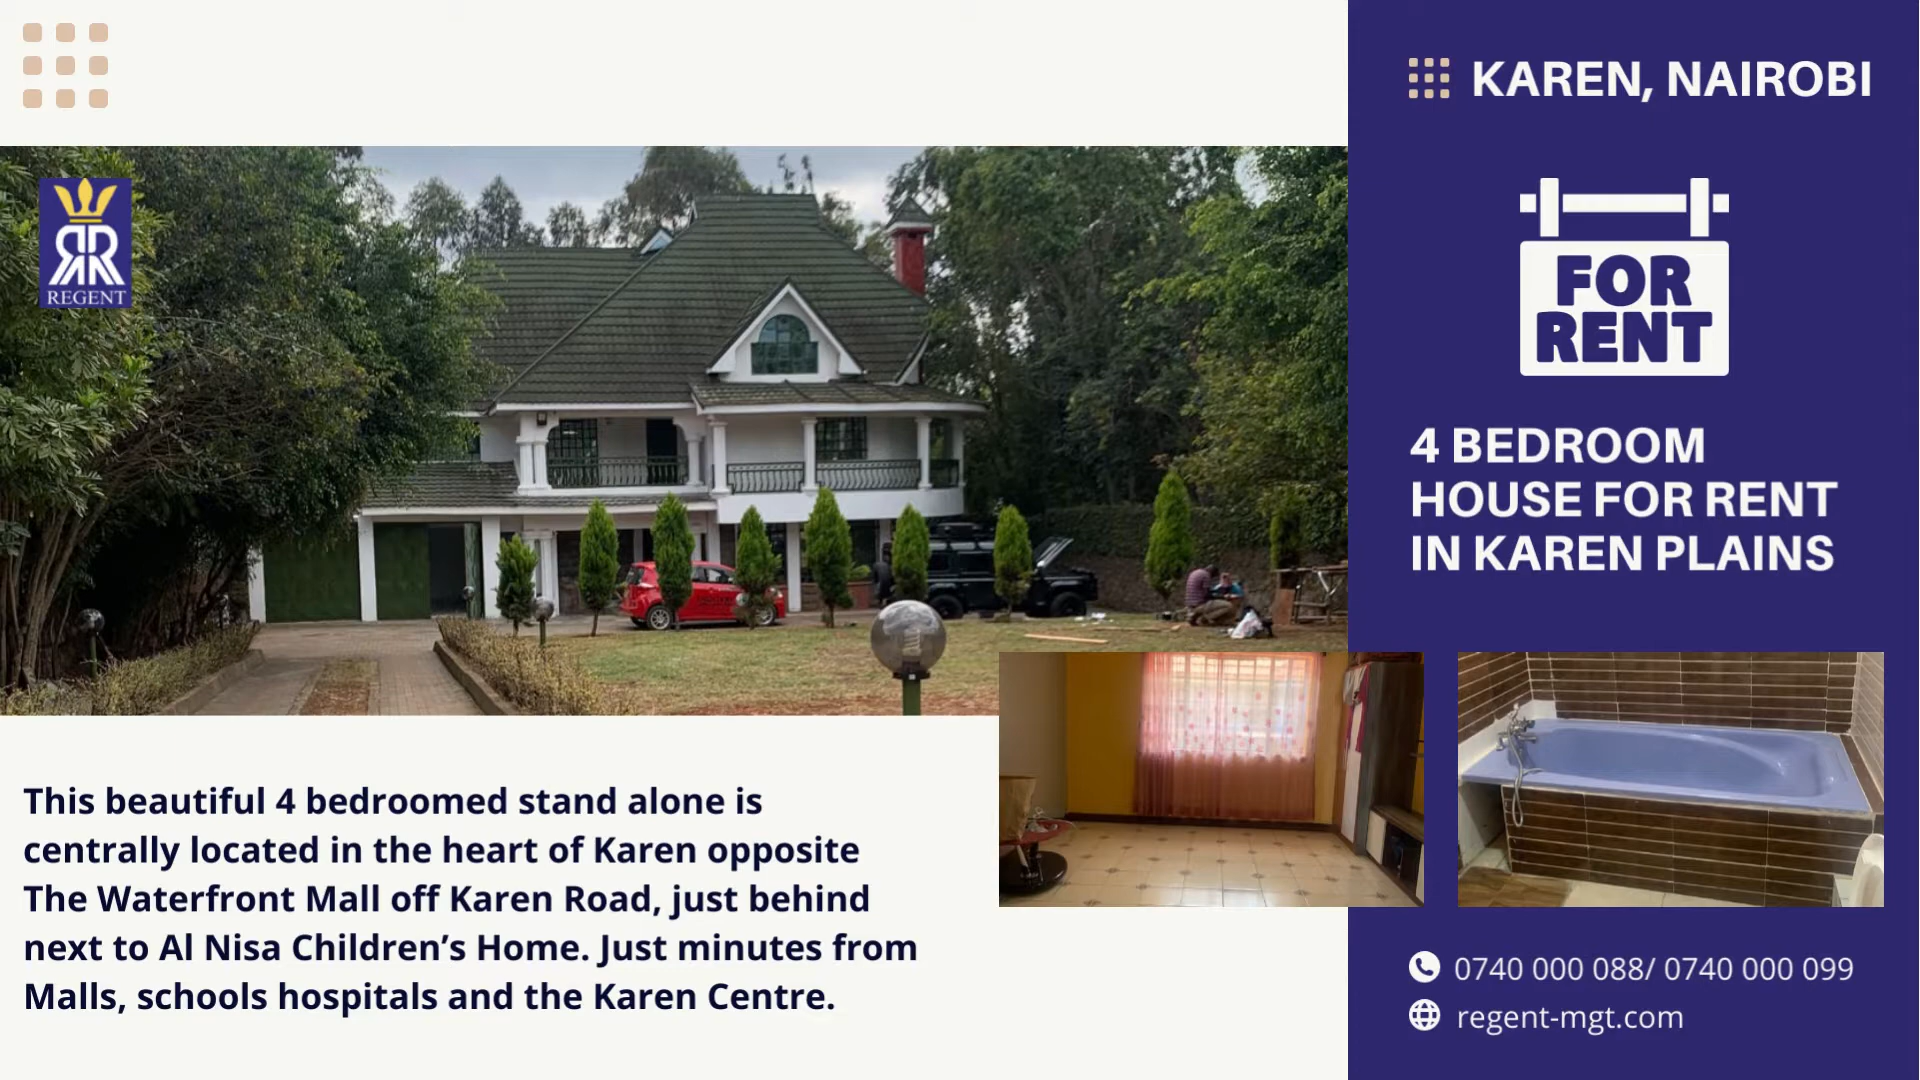 KAREN, NAIROBI
REGENT
FOR
RENT
4 BEDROOM
HOUSE FOR RENT
IN KAREN PLAINS
This beautiful 4 bedroomed stand alone is
centrally located in the heart of Karen opposite
The Waterfront Mall off Karen Road, just behind
next to Al Nisa Children’s Home. Just minutes from
Malls, schools hospitals and the Karen Centre.
0740 000 088/ 0740 000 099
regent-mgt.com